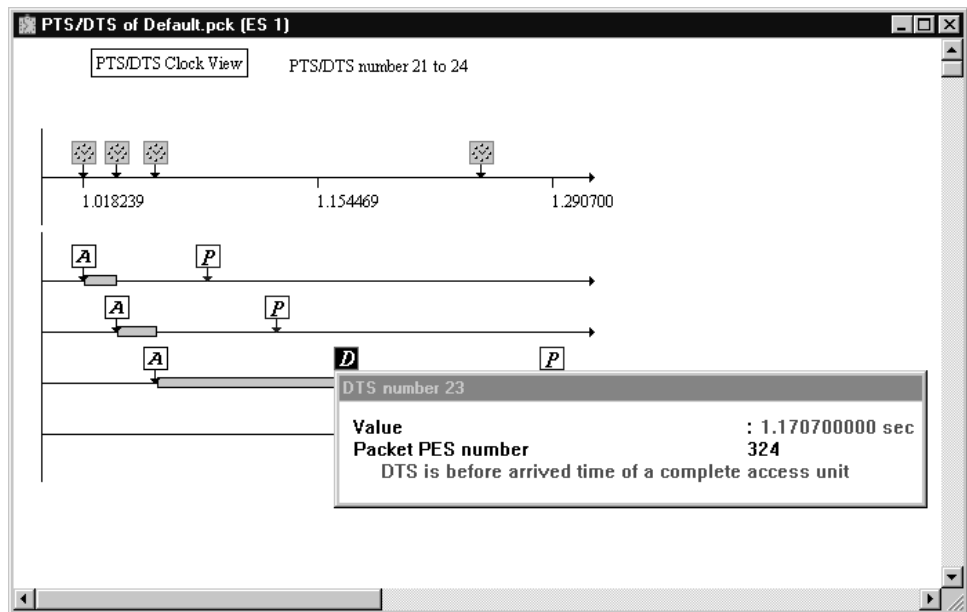 PTS/DTS of Default.pck (ES 1)
PTS/DTS Clock View
PTS/DTS number 21 to 24
1.018239
1.154469
1.290700
A
P
A
P
A
D
P
DTS number 23
Value : 1.170700000 sec
Packet PES number 324
DTS is before arrived time of a complete access unit